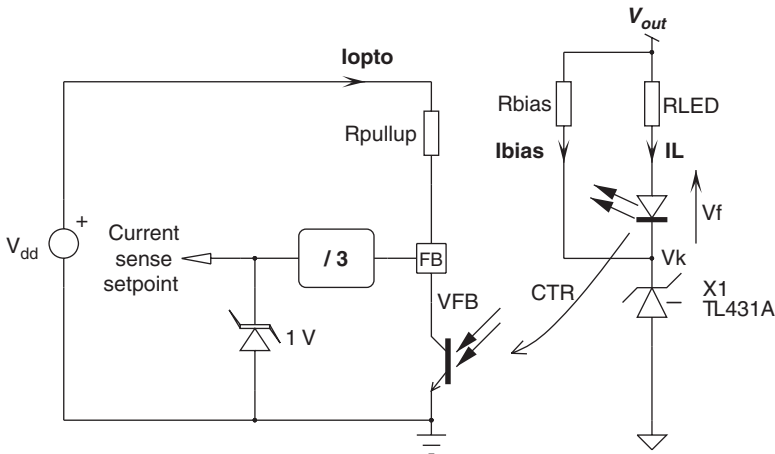 Vout
Iopto
Rbias
RLED
Rpullup
Ibias
IL
+
Vdd
Current
sense
setpoint
/ 3
FB
Vf
Vk
VFB
CTR
X1
TL431A
1 V